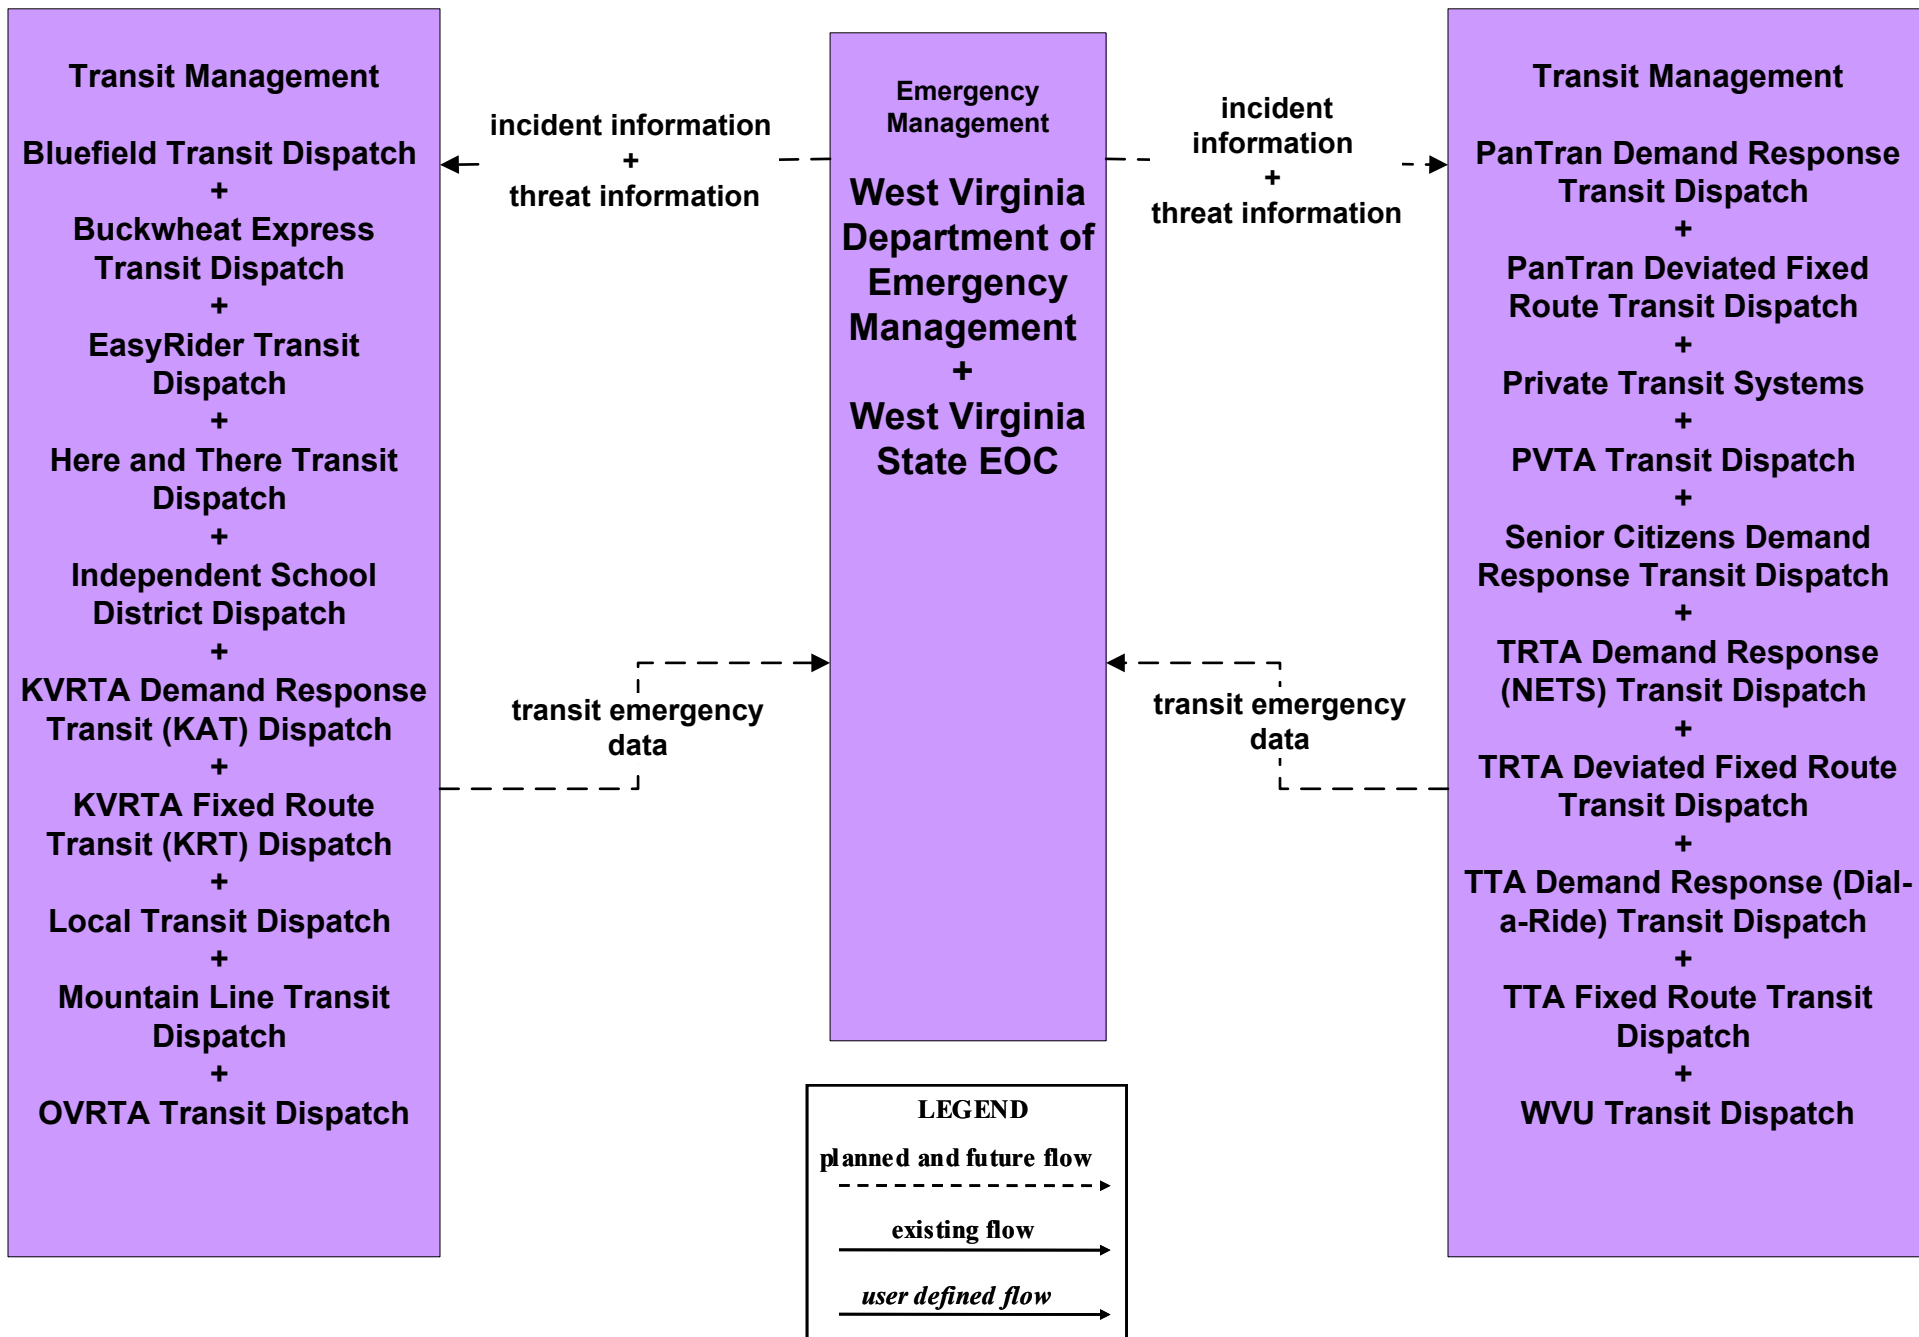 Transit Management
Bluefield Transit Dispatch
+
Buckwheat Express
Transit Dispatch
+
EasyRider Transit
Dispatch
+
Here and There Transit
Dispatch
+
Independent School
District Dispatch
+
KVRTA Demand Response
Transit (KAT) Dispatch
+
KVRTA Fixed Route
Transit (KRT) Dispatch
+
Local Transit Dispatch
+
Mountain Line Transit
Dispatch
+
OVRTA Transit Dispatch
incident information
+
threat information
transit emergency
data
Emergency
Management
West Virginia
Department of
Emergency
Management
+
West Virginia
State EOC
incident
information
+
threat information
transit emergency
data
Transit Management
PanTran Demand Response
Transit Dispatch
+
PanTran Deviated Fixed
Route Transit Dispatch
+
Private Transit Systems
+
PVTA Transit Dispatch
+
Senior Citizens Demand
Response Transit Dispatch
+
TRTA Demand Response
(NETS) Transit Dispatch
+
TRTA Deviated Fixed Route
Transit Dispatch
+
TTA Demand Response (Dial-
a-Ride) Transit Dispatch
+
TTA Fixed Route Transit
Dispatch
+
WVU Transit Dispatch
LEGEND
planned and future flow
existing flow
user defined flow